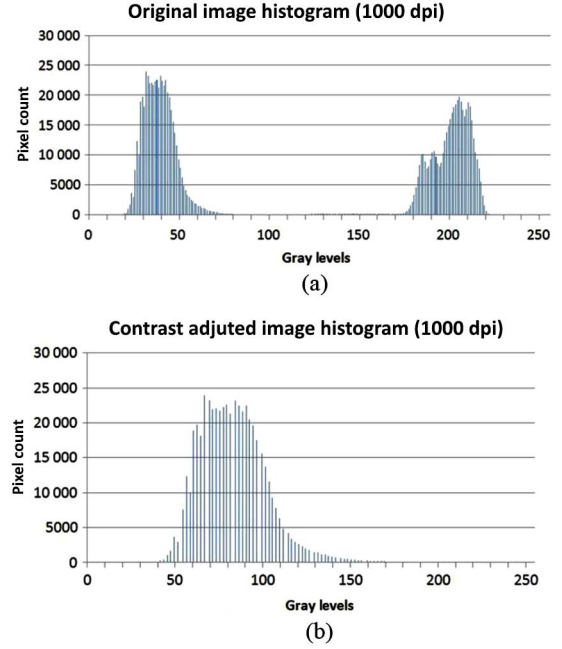 Original image histogram (1000 dpi)
30 000
25 000
20 000
15 000
10 000
5000
0
Pixel count
0 50 100 150 200 250
Gray levels
(a)
Contrast adjuted image histogram (1000 dpi)
30 000
25 000
20 000
15 000
10 000
5000
0
Pixel count
0 50 100 150 200 250
Gray levels
(b)